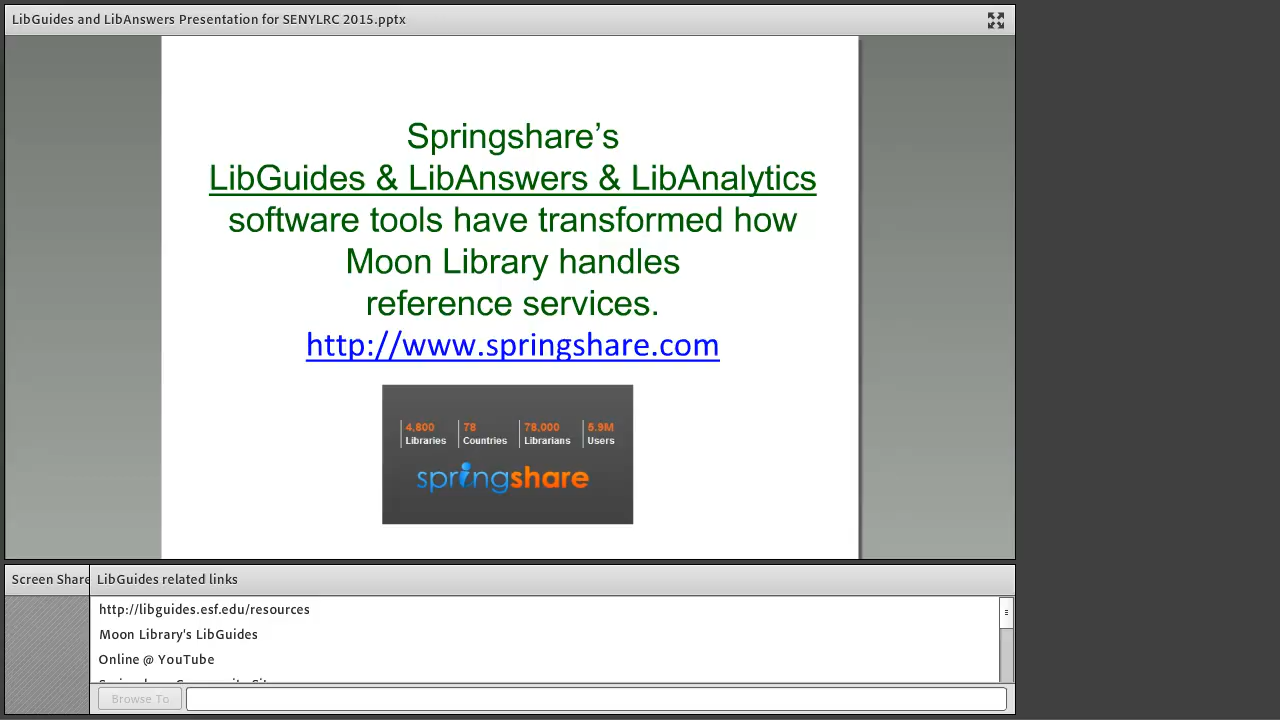 LibGuides and LibAnswers Presentation for SENYLRC 2015.pptx
Springshare’s
LibGuides & LibAnswers & LibAnalytics
software tools have transformed how
Moon Library handles
reference services.
http://www.springshare.com
4,800 78 78,000 5.9M
Libraries Countries Librarians Users
springshare
Screen Share LibGuides related links
http://libguides.esf.edu/resources
Moon Library's LibGuides
Online @ YouTube
Browse To